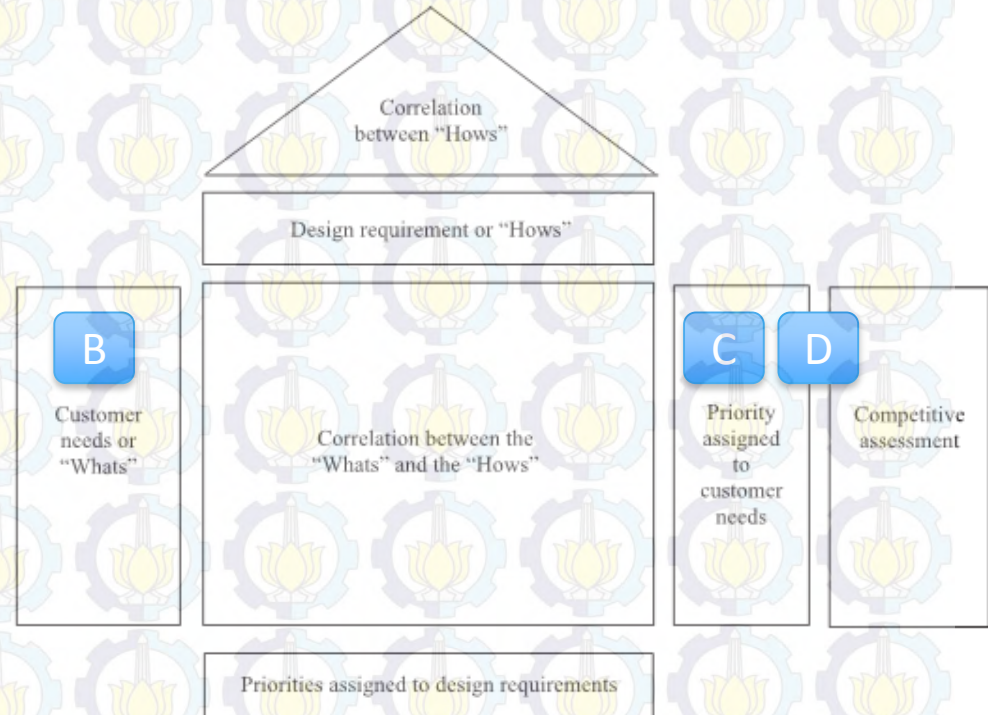 Correlation
between “Hows”
Design requirement or “Hows”
B
Customer
needs or
“Whats”
Correlation between the
“Whats” and the “Hows”
C
Priority
assigned
to
customer
needs
D
Competitive
assessment
Priorities assigned to design requirements